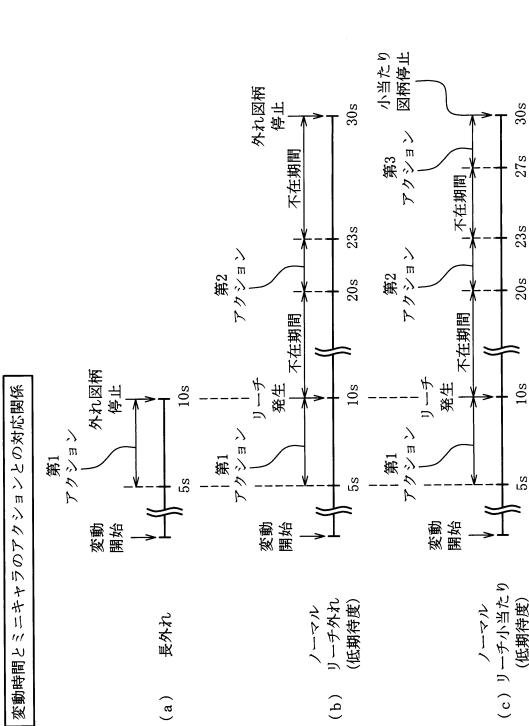 変動時間とミニキャラのアクションとの対応関係
(a) 長外れ
変動
開始
第1
アクション
外れ図柄
停止
5s
10s
(b)
ノーマル
リーチ外れ
(低期待度)
変動
開始
第1
アクション
リーチ
発生
不在期間
第2
アクション
不在期間
外れ図柄
停止
5s
10s
20s
23s
30s
ノーマル
(c) リーチ小当たり
(低期待度)
変動
開始
第1
アクション
リーチ
発生
不在期間
第2
アクション
不在期間
第3
アクション
小当たり
図柄停止
5s
10s
20s
23s
27s
30s